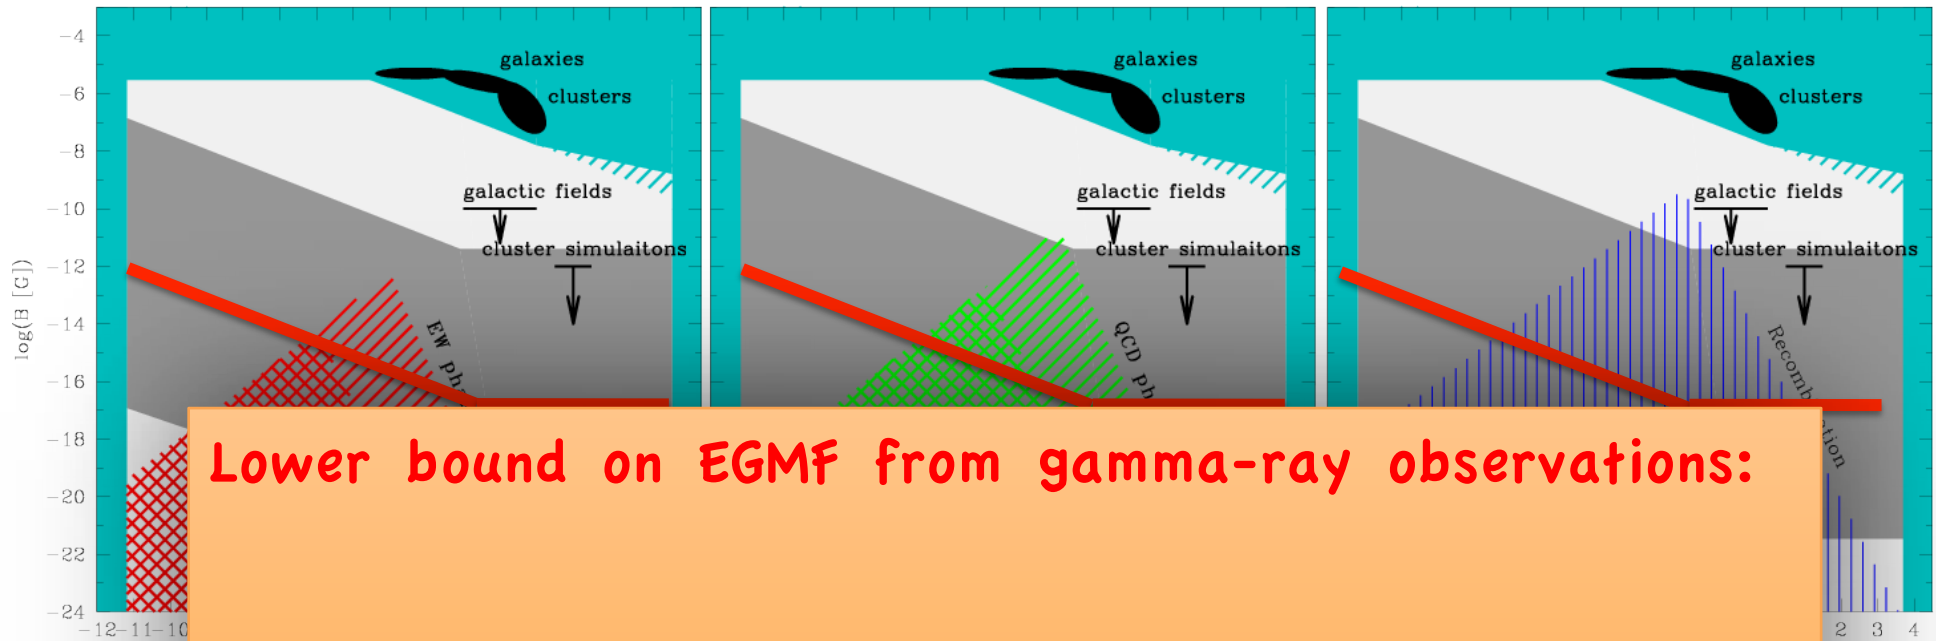 galaxies
clusters
galactic fields
cluster simulaitons
EW pha
galaxies
clusters
galactic fields
cluster simulaitons
QCD ph
galaxies
clusters
galactic fields
cluster simulaitons
-4
-6
-8
-10
-12
-14
-16
-18
-20
-22
-24
log(B [G])
Lower bound on EGMF from gamma-ray observations:
-12 -11 -10
2 3 4